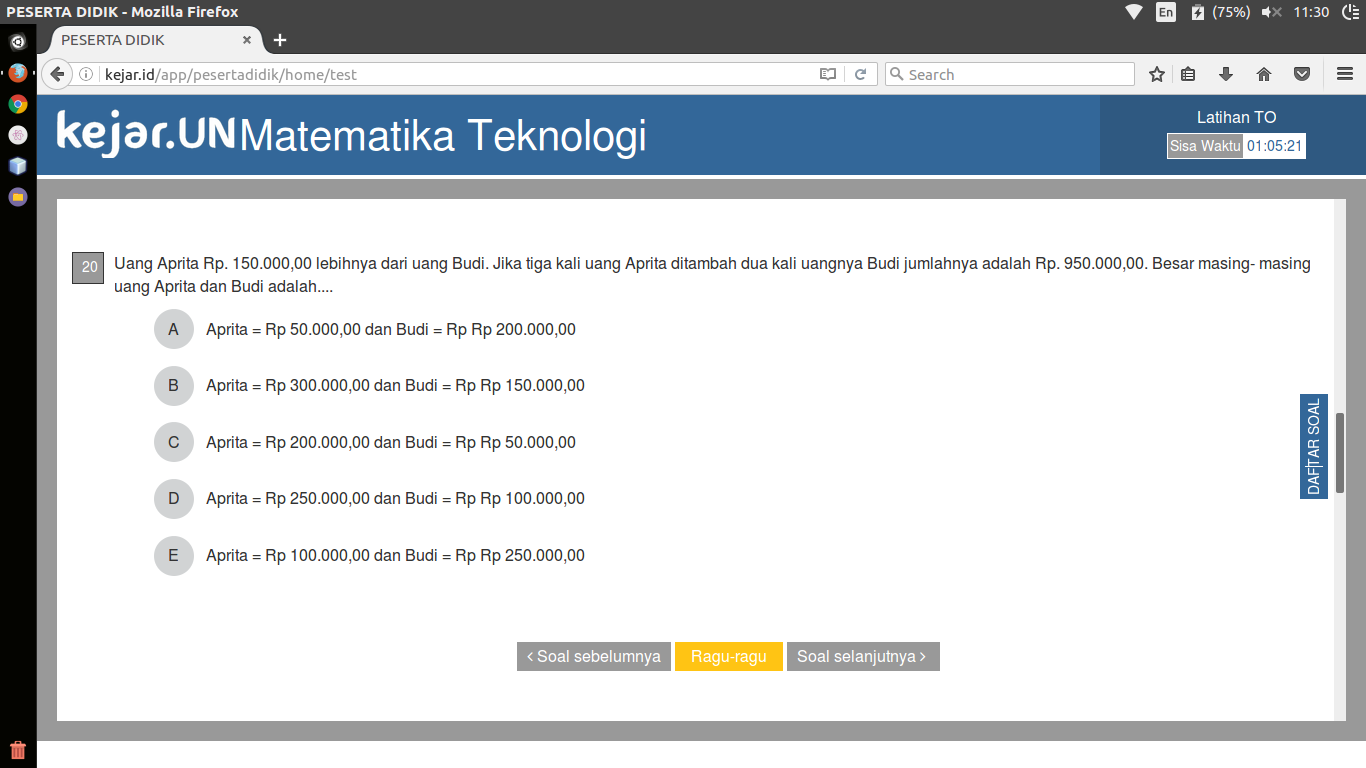 PESERTA DIDIK - Mozilla Firefox
En
(75%)
11:30
PESERTA DIDIK
kejar.id/app/pesertadidik/home/test
Search
kejar.UN Matematika Teknologi
Latihan TO
Sisa Waktu 01:05:21
20 Uang Aprita Rp. 150.000,00 lebihnya dari uang Budi. Jika tiga kali uang Aprita ditambah dua kali uangnya Budi jumlahnya adalah Rp. 950.000,00. Besar masing- masing
uang Aprita dan Budi adalah....
A Aprita = Rp 50.000,00 dan Budi = Rp Rp 200.000,00
B Aprita = Rp 300.000,00 dan Budi = Rp Rp 150.000,00
C Aprita = Rp 200.000,00 dan Budi = Rp Rp 50.000,00
D Aprita = Rp 250.000,00 dan Budi = Rp Rp 100.000,00
E Aprita = Rp 100.000,00 dan Budi = Rp Rp 250.000,00
DAFTAR SOAL
< Soal sebelumnya
Ragu-ragu
Soal selanjutnya >